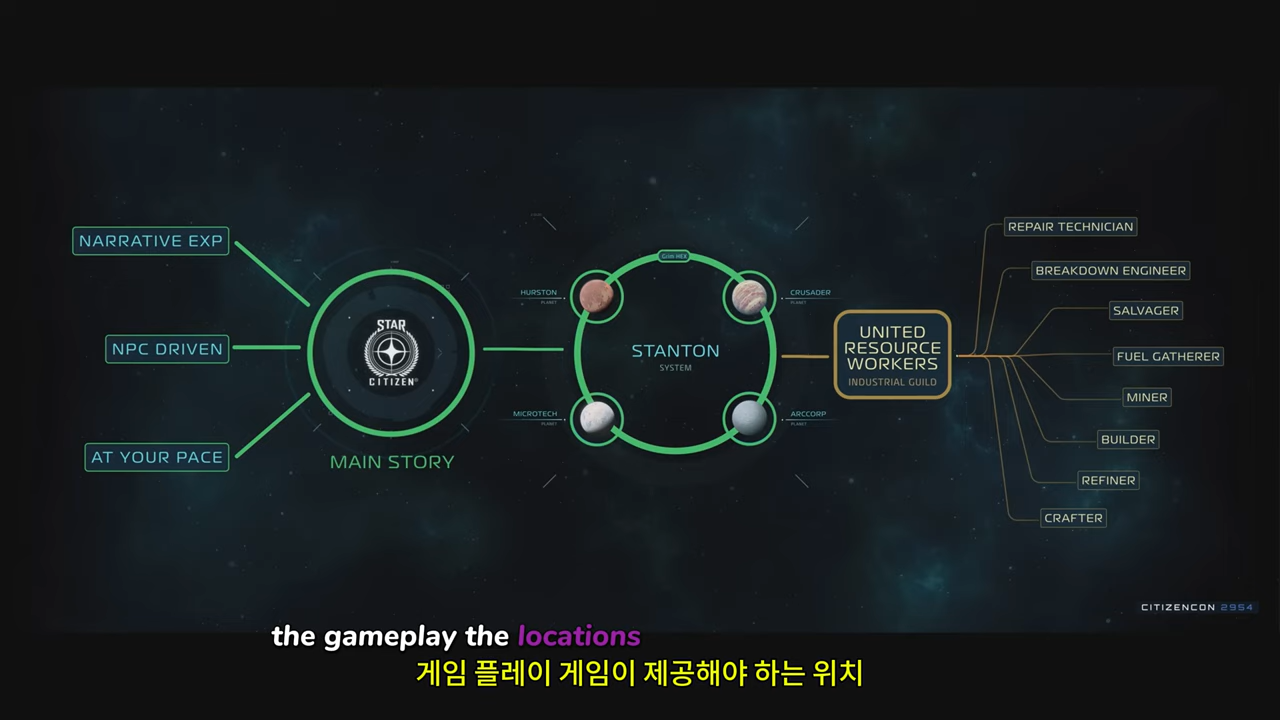 NARRATIVE EXP
NPC DRIVEN
AT YOUR PACE
STAR
CITIZEN
MAIN STORY
HURSTON
PLANET
CRUSADER
PLANET
STANTON
SYSTEM
MICROTECH
PLANET
ARCCORP
PLANET
UNITED
RESOURCE
WORKERS
INDUSTRIAL GUILD
REPAIR TECHNICIAN
BREAKDOWN ENGINEER
SALVAGER
FUEL GATHERER
MINER
BUILDER
REFINER
CRAFTER
CITIZENCON 2954
the gameplay the locations
게임 플레이 게임이 제공해야 하는 위치